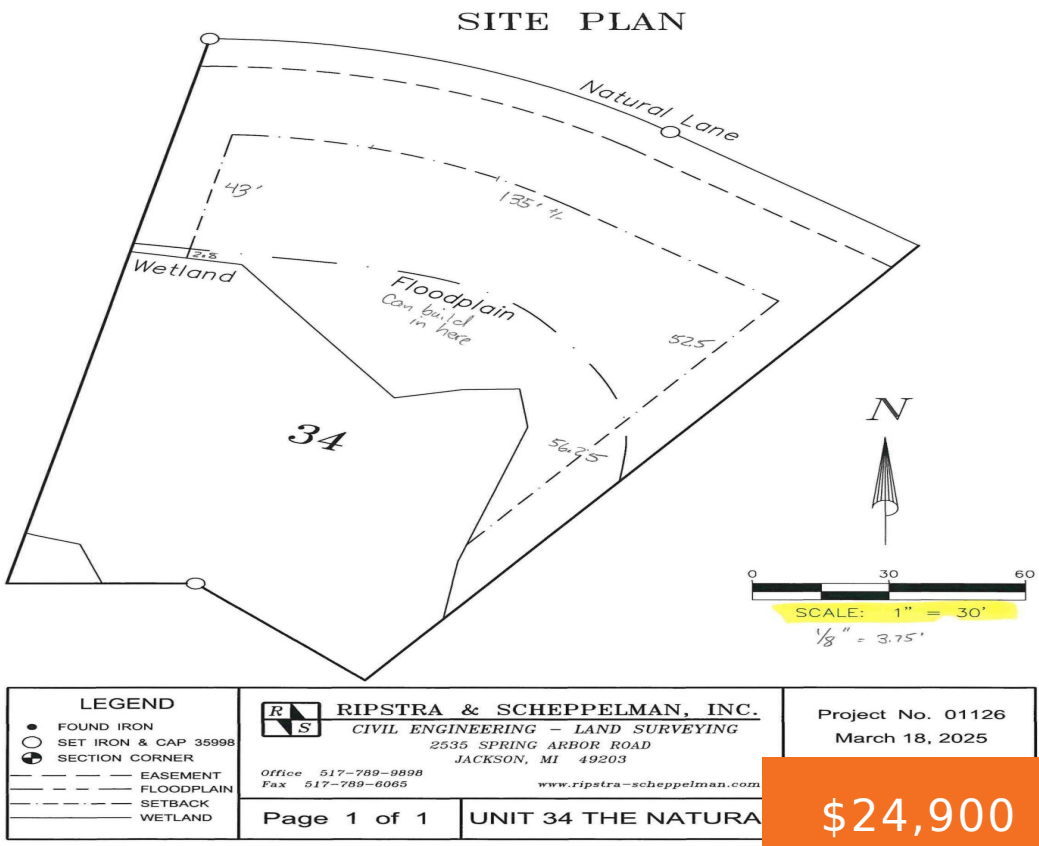 SITE PLAN
Natural Lane
43'
135' +/-
2.8
Wetland
Floodplain
Can build
in here
52.5
34
56.25
N
0 30 60
SCALE: 1" = 30'
1/8" = 3.75'
LEGEND
FOUND IRON
SET IRON & CAP 35998
SECTION CORNER
EASEMENT
FLOODPLAIN
SETBACK
WETLAND
R
S
RIPSTRA & SCHEPPELMAN, INC.
CIVIL ENGINEERING – LAND SURVEYING
2535 SPRING ARBOR ROAD
JACKSON, MI 49203
Office 517-789-9898
Fax 517-789-6065
www.ripstra-scheppelman.com
Page 1 of 1
UNIT 34 THE NATURA
Project No. 01126
March 18, 2025
$24,900